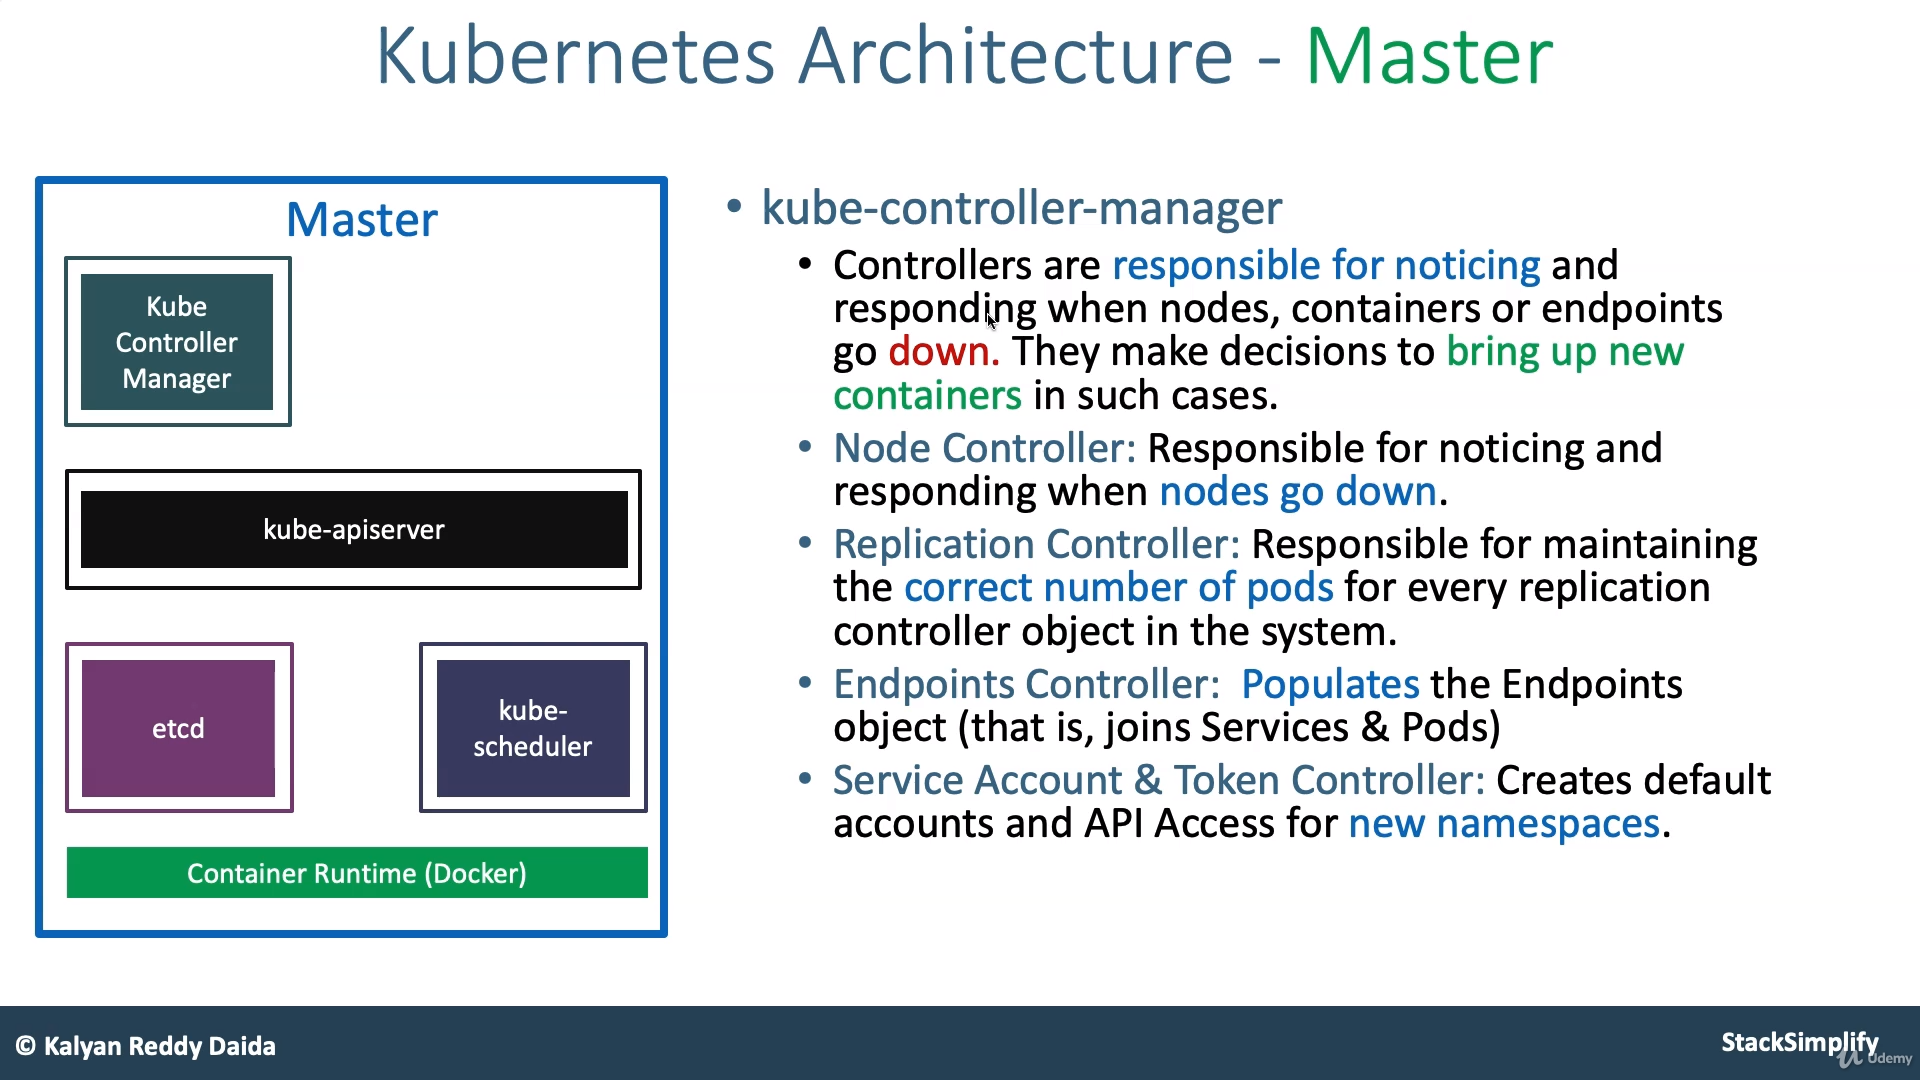 Kubernetes Architecture - Master
Master
Kube
Controller
Manager
kube-apiserver
etcd
kube-
scheduler
Container Runtime (Docker)
• kube-controller-manager
• Controllers are responsible for noticing and
responding when nodes, containers or endpoints
go down. They make decisions to bring up new
containers in such cases.
• Node Controller: Responsible for noticing and
responding when nodes go down.
• Replication Controller: Responsible for maintaining
the correct number of pods for every replication
controller object in the system.
• Endpoints Controller: Populates the Endpoints
object (that is, joins Services & Pods)
• Service Account & Token Controller: Creates default
accounts and API Access for new namespaces.
© Kalyan Reddy Daida
StackSimplify
Udemy